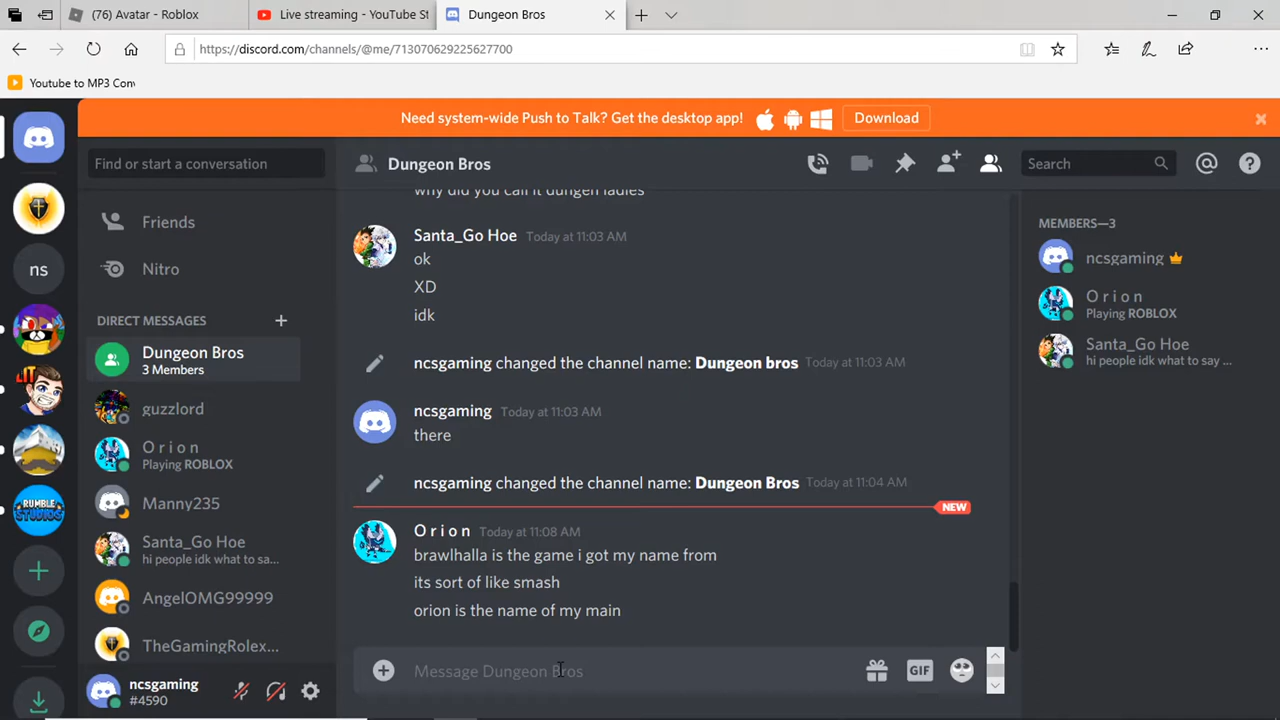 (76) Avatar - Roblox
Live streaming - YouTube St
Dungeon Bros
https://discord.com/channels/@me/713070629225627700
Youtube to MP3 Conv
Need system-wide Push to Talk? Get the desktop app!
Download
Find or start a conversation
Dungeon Bros
Search
Friends
Nitro
DIRECT MESSAGES
Dungeon Bros
3 Members
guzzlord
O r i o n
Playing ROBLOX
Manny235
Santa_Go Hoe
hi people idk what to sa...
AngelOMG99999
TheGamingRolex...
ncsgaming
#4590
ns
LIT
RUMBLE
STUDIOS
why did you call it dungen ladies
Santa_Go Hoe Today at 11:03 AM
ok
XD
idk
ncsgaming changed the channel name: Dungeon bros Today at 11:03 AM
ncsgaming Today at 11:03 AM
there
ncsgaming changed the channel name: Dungeon Bros Today at 11:04 AM
NEW
O r i o n Today at 11:08 AM
brawlhalla is the game i got my name from
its sort of like smash
orion is the name of my main
Message Dungeon Bros
GIF
MEMBERS—3
ncsgaming
O r i o n
Playing ROBLOX
Santa_Go Hoe
hi people idk what to say ...